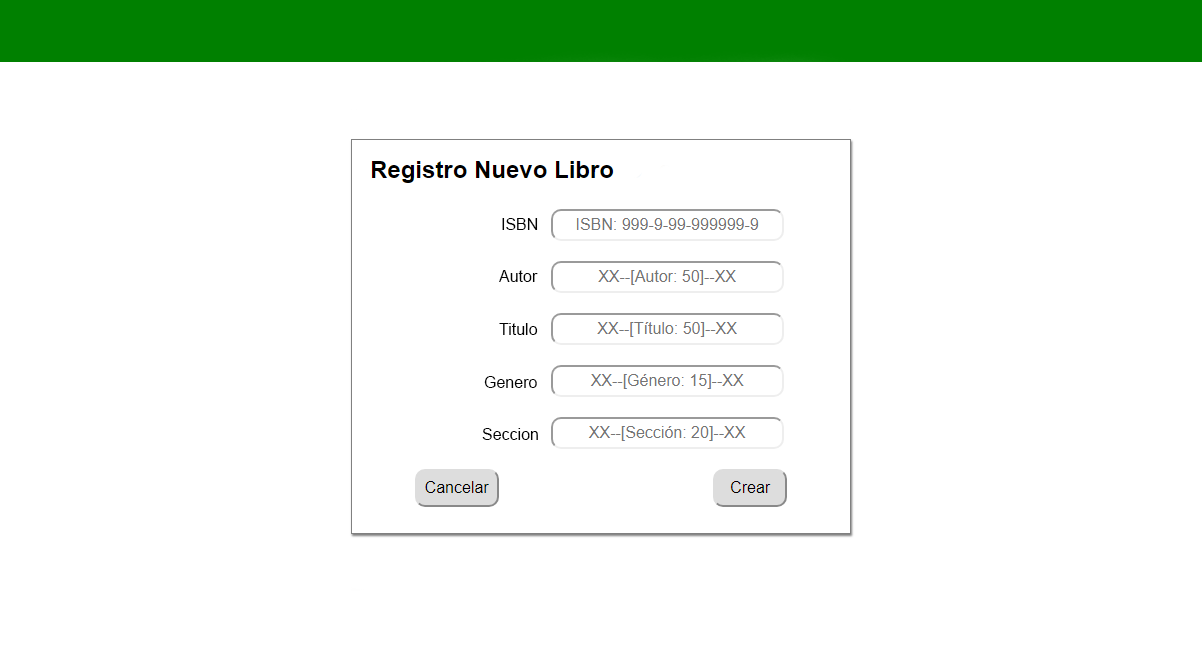 Registro Nuevo Libro
ISBN ISBN: 999-9-99-999999-9
Autor XX--[Autor: 50]--XX
Titulo XX--[Título: 50]--XX
Genero XX--[Género: 15]--XX
Seccion XX--[Sección: 20]--XX
Cancelar Crear